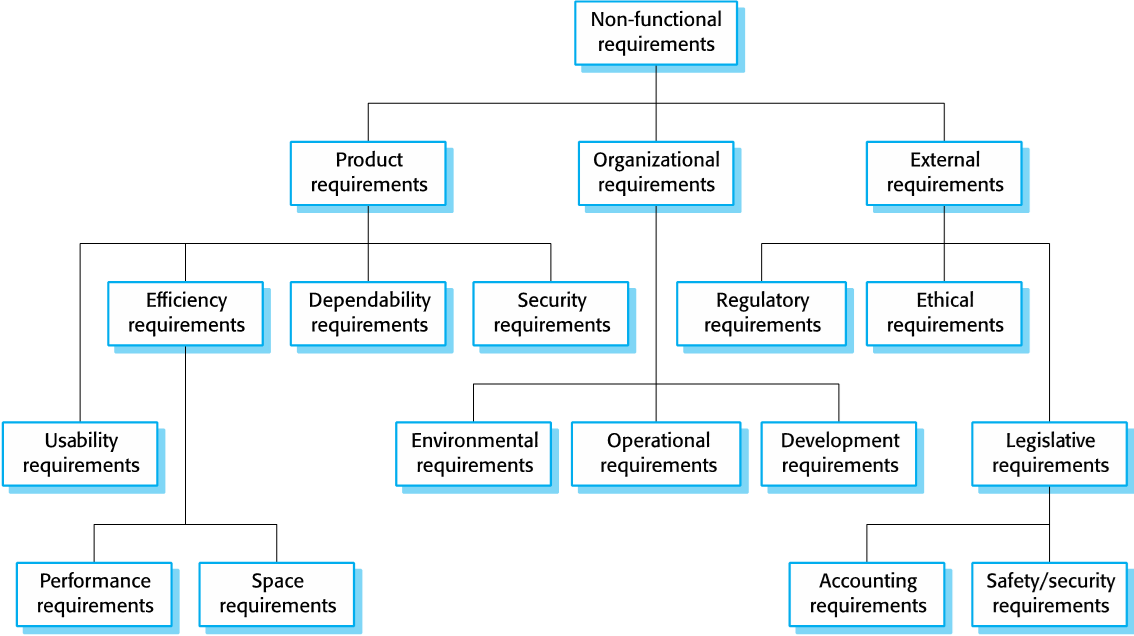 Non-functional
requirements
Product
requirements
Organizational
requirements
External
requirements
Efficiency
requirements
Dependability
requirements
Security
requirements
Regulatory
requirements
Ethical
requirements
Usability
requirements
Environmental
requirements
Operational
requirements
Development
requirements
Legislative
requirements
Performance
requirements
Space
requirements
Accounting
requirements
Safety/security
requirements